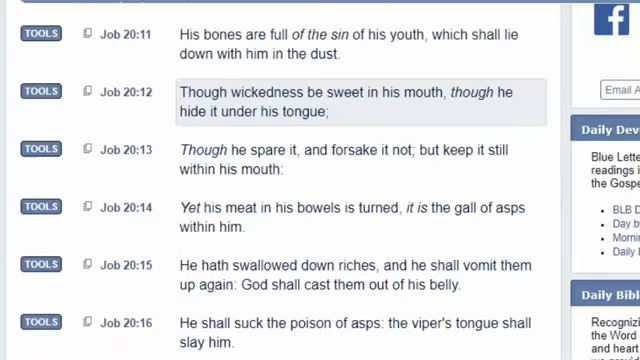 TOOLS Job 20:11 His bones are full of the sin of his youth, which shall lie
down with him in the dust.
TOOLS Job 20:12 Though wickedness be sweet in his mouth, though he
hide it under his tongue;
TOOLS Job 20:13 Though he spare it, and forsake it not; but keep it still
within his mouth:
TOOLS Job 20:14 Yet his meat in his bowels is turned, it is the gall of asps
within him.
TOOLS Job 20:15 He hath swallowed down riches, and he shall vomit them
up again: God shall cast them out of his belly.
TOOLS Job 20:16 He shall suck the poison of asps: the viper's tongue shall
slay him.
Email A
Daily Dev
Blue Lette
readings i
the Gospe
BLB D
Day b
Morni
Daily
Daily Bibl
Recogniz
the Word
and heart